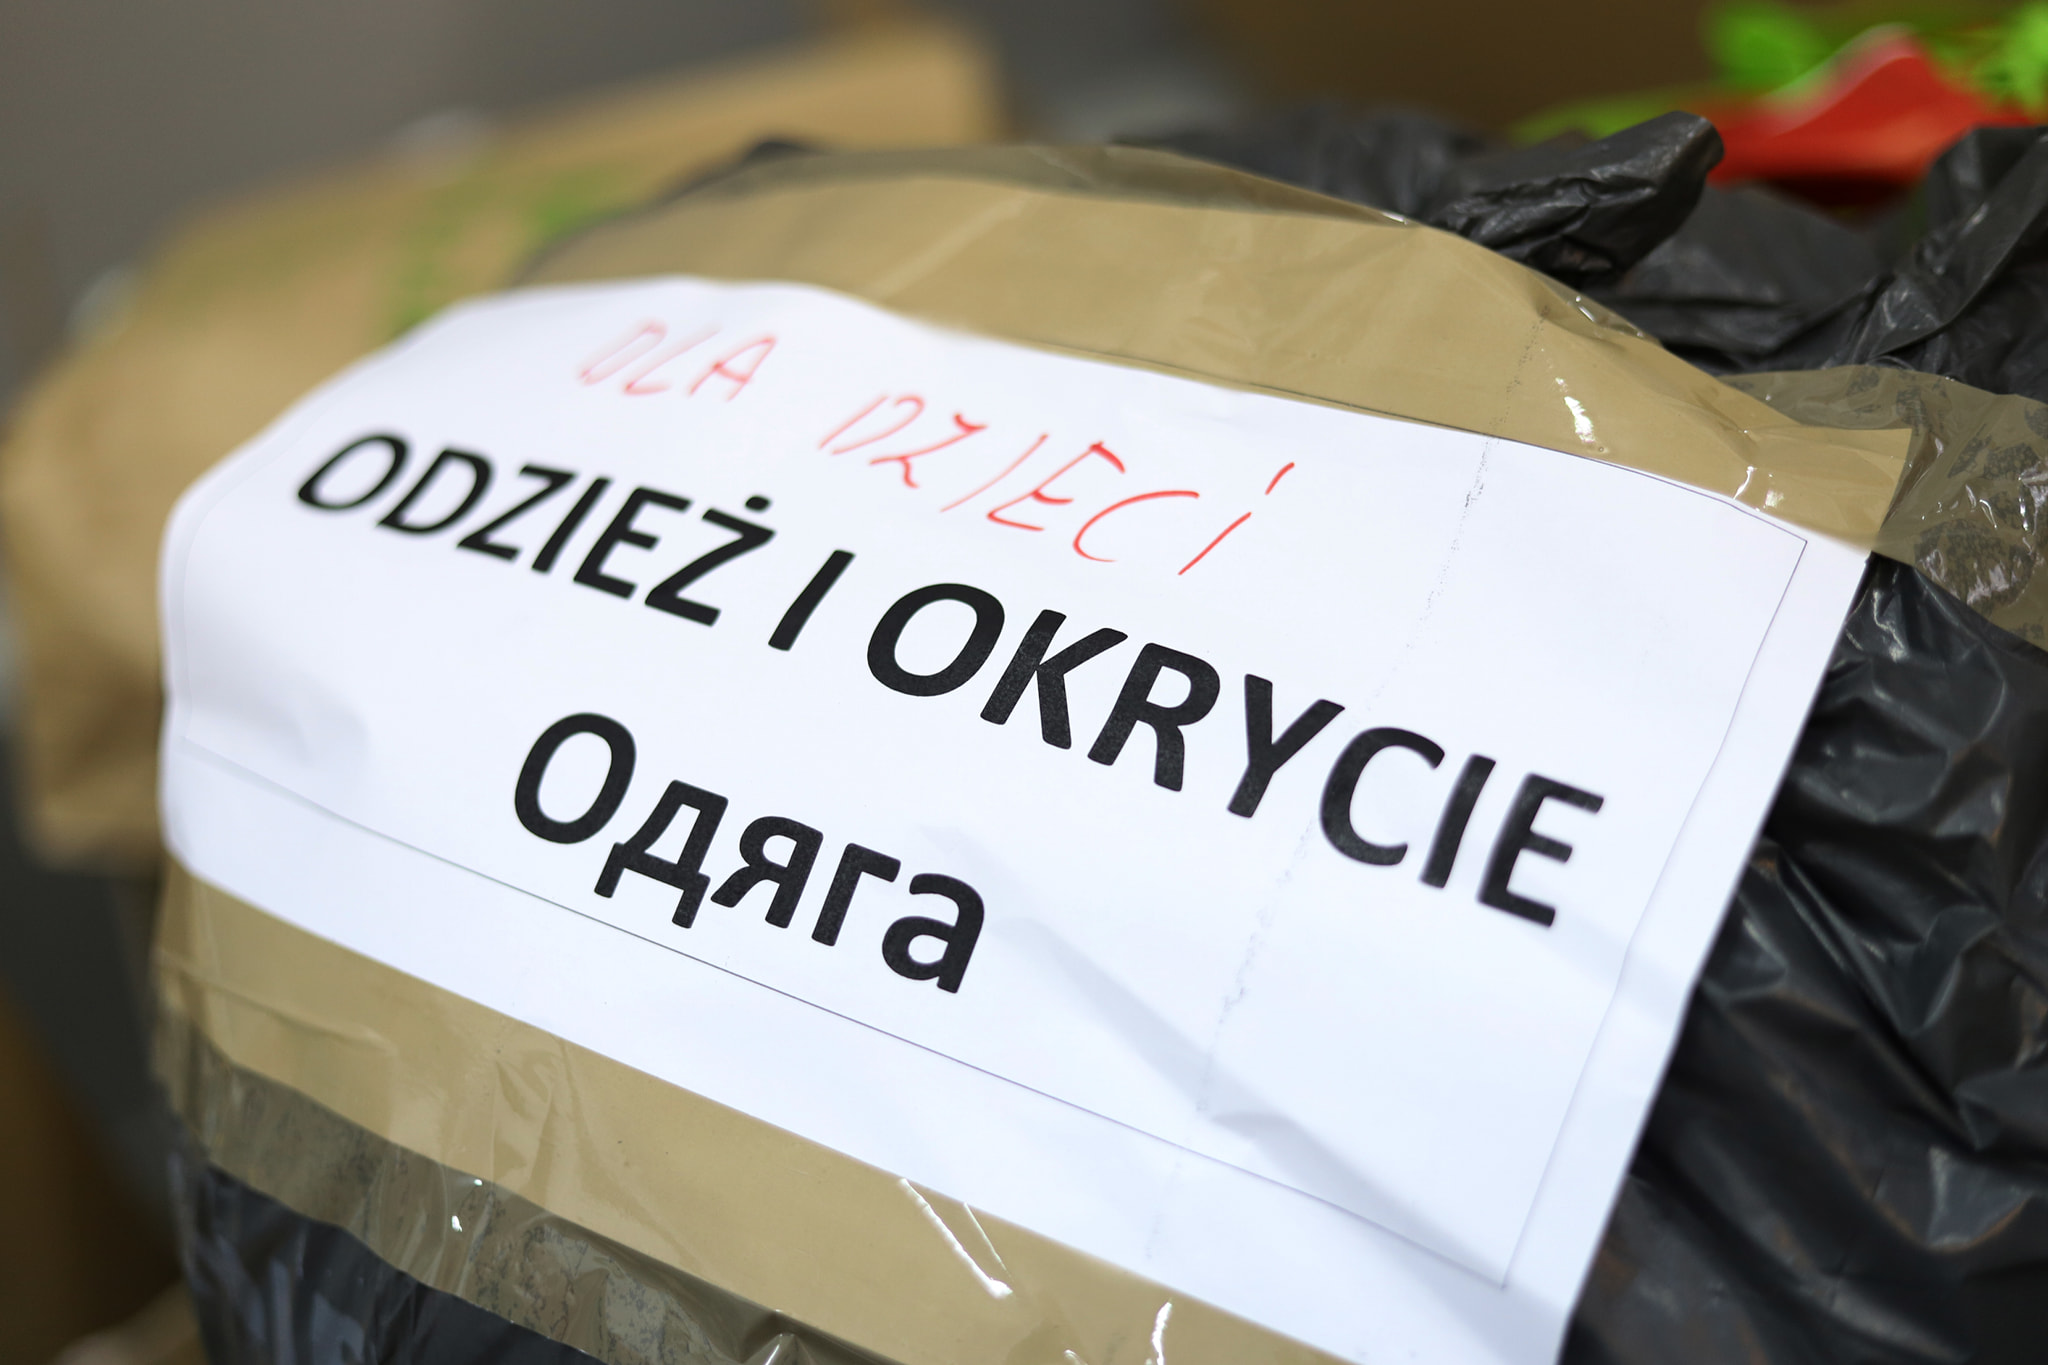 DLA DZIECI
ODZIEŻ I OKRYCIE
Одяга